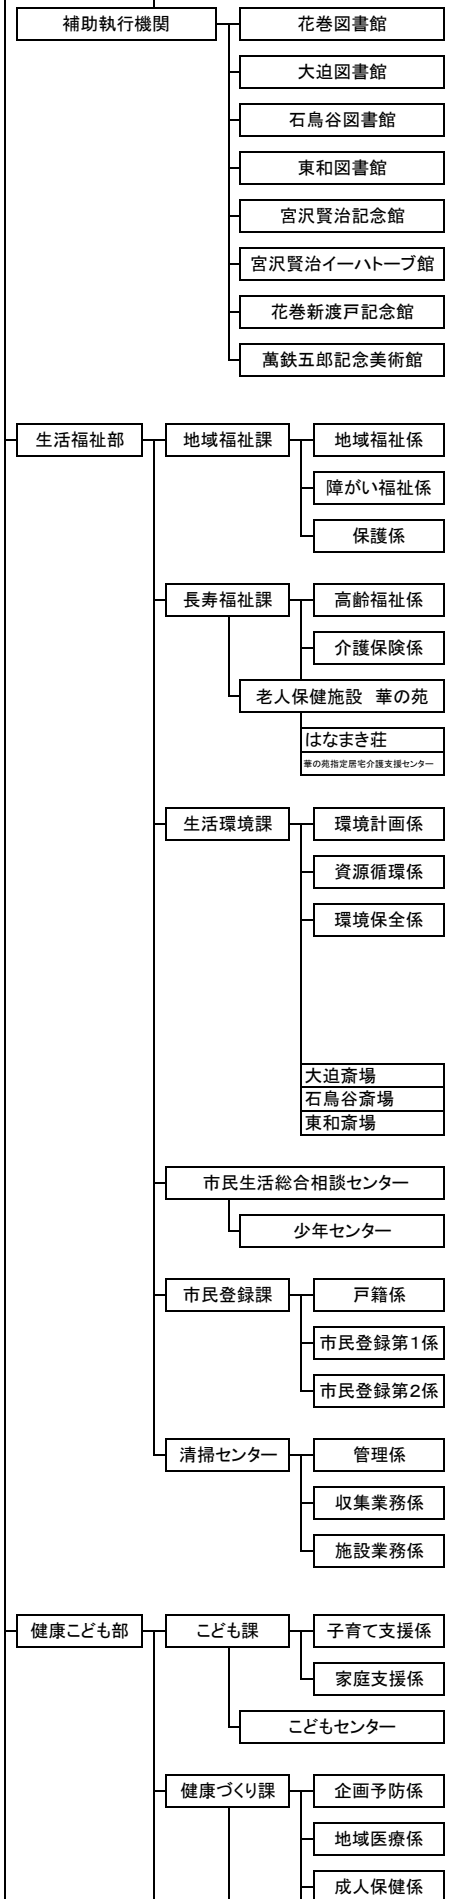 補助執行機関
花巻図書館
大迫図書館
石鳥谷図書館
東和図書館
宮沢賢治記念館
宮沢賢治イーハトーブ館
花巻新渡戸記念館
萬鉄五郎記念美術館
生活福祉部
地域福祉課
地域福祉係
障がい福祉係
保護係
長寿福祉課
高齢福祉係
介護保険係
老人保健施設　華の苑
はなまき荘
華の苑指定居宅介護支援センター
生活環境課
環境計画係
資源循環係
環境保全係
大迫斎場
石鳥谷斎場
東和斎場
市民生活総合相談センター
少年センター
市民登録課
戸籍係
市民登録第1係
市民登録第2係
清掃センター
管理係
収集業務係
施設業務係
健康こども部
こども課
子育て支援係
家庭支援係
こどもセンター
健康づくり課
企画予防係
地域医療係
成人保健係